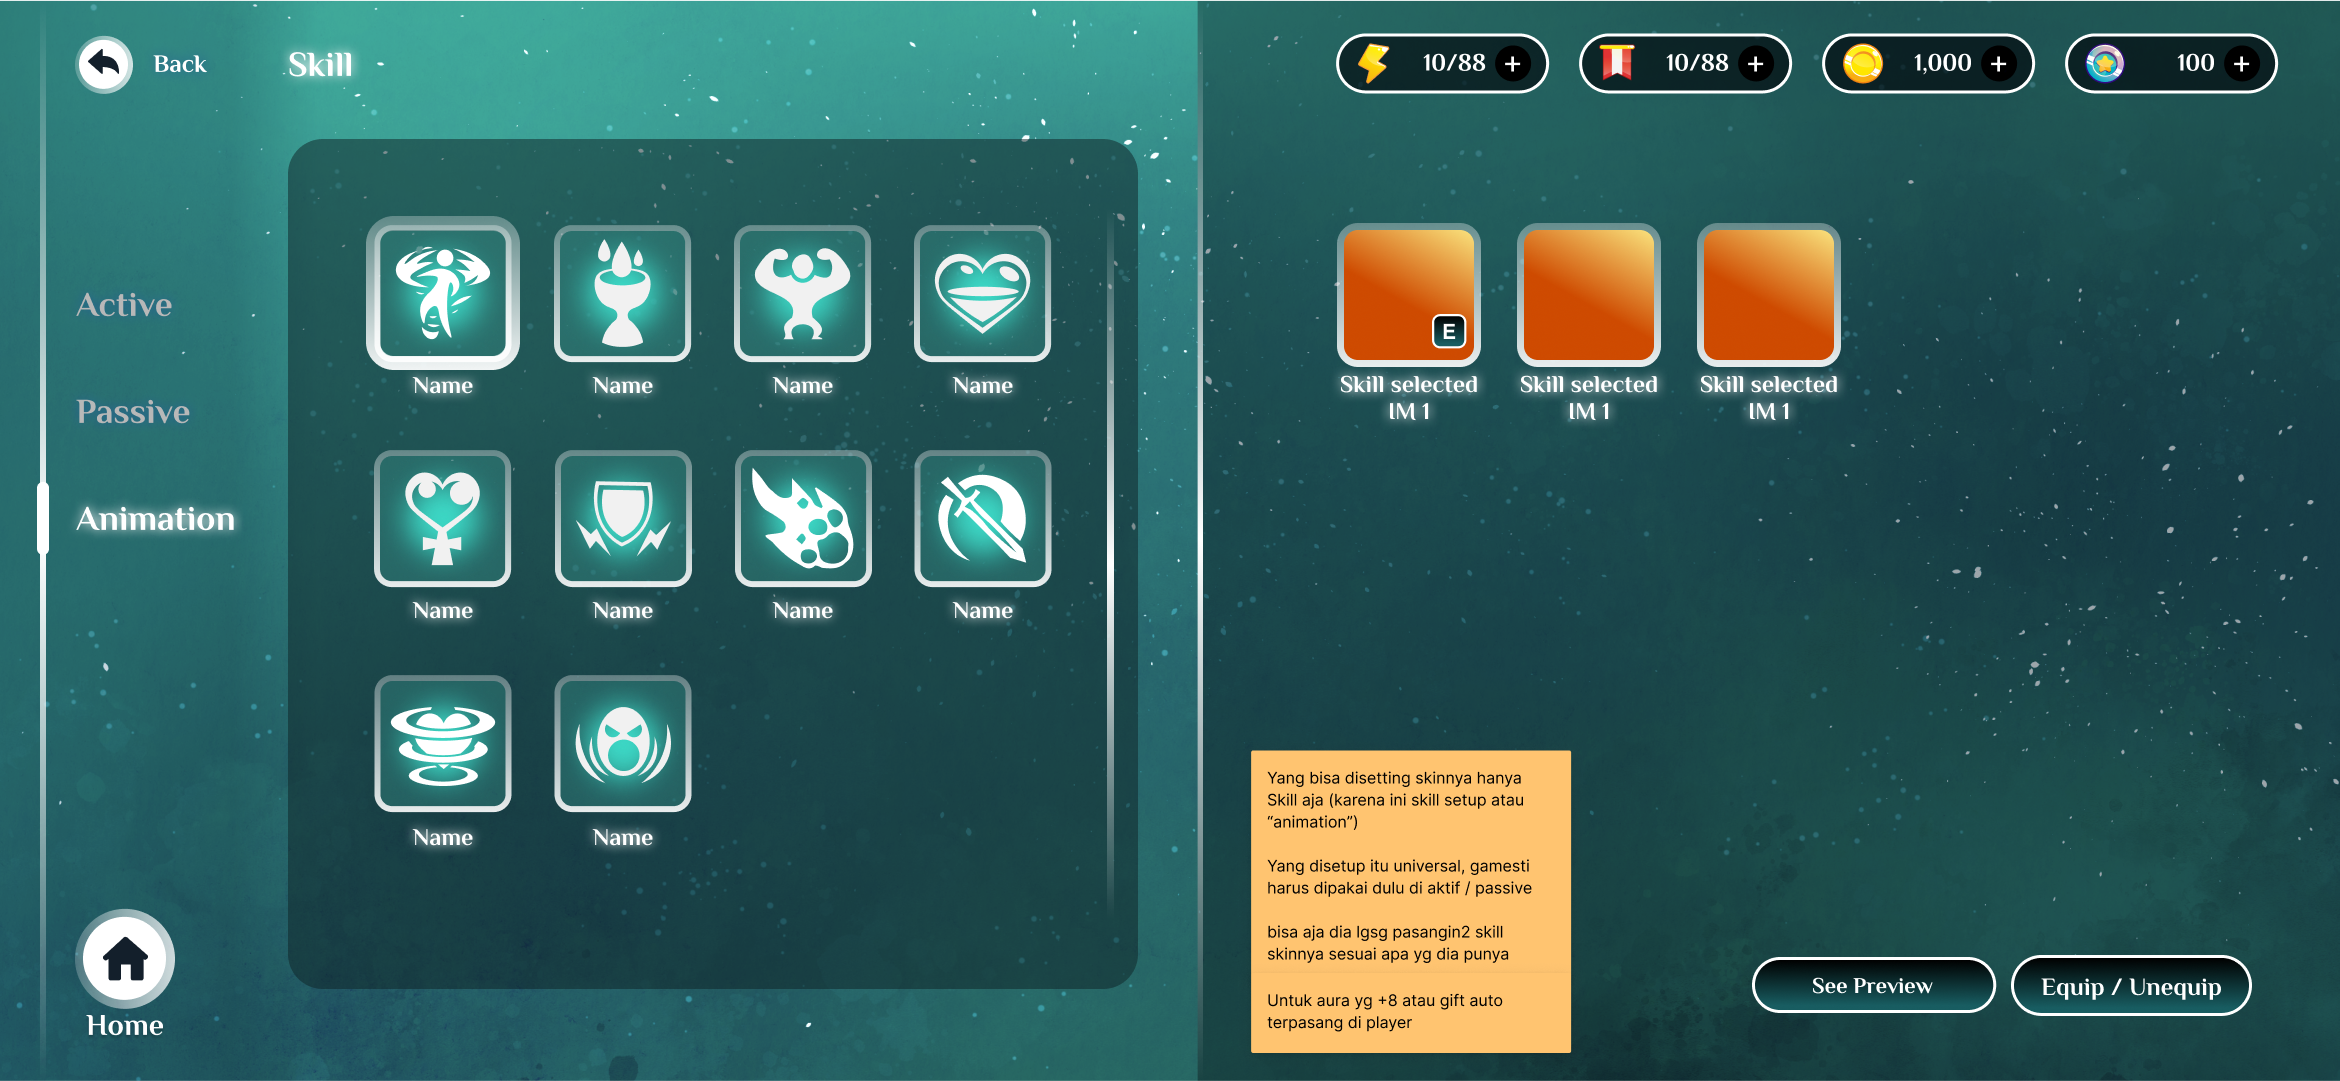 Back
Skill
10/88 +
10/88 +
1,000 +
100 +
Active
Passive
Animation
Home
Name
Name
Name
Name
Name
Name
Name
Name
Name
Name
E
Skill selected
IM 1
Skill selected
IM 1
Skill selected
IM 1
Yang bisa disetting skinnya hanya
Skill aja (karena ini skill setup atau
“animation”)
Yang disetup itu universal, gamesti
harus dipakai dulu di aktif / passive
bisa aja dia lgsg pasangin2 skill
skinnya sesuai apa yg dia punya
Untuk aura yg +8 atau gift auto
terpasang di player
See Preview
Equip / Unequip